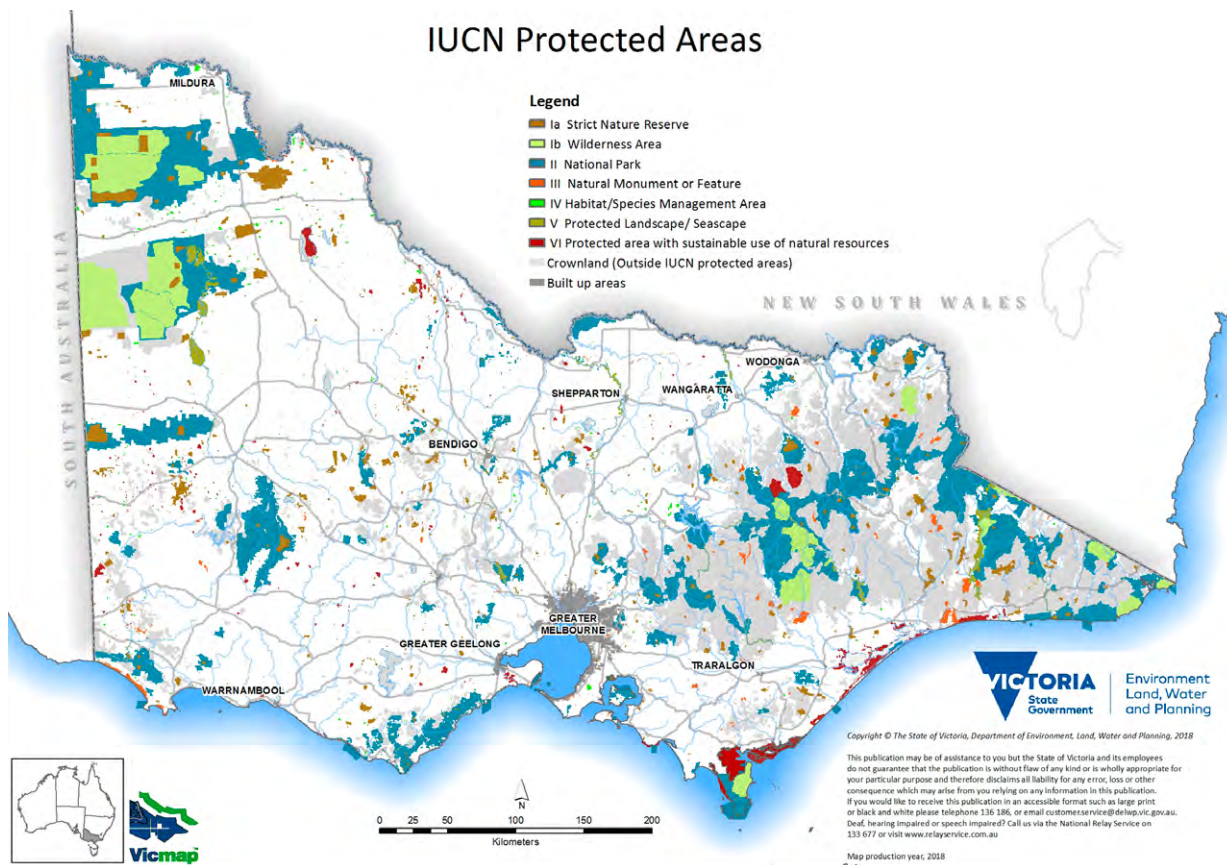 IUCN Protected Areas
MILDURA
Legend
Ia Strict Nature Reserve
Ib Wilderness Area
II National Park
III Natural Monument or Feature
IV Habitat/Species Management Area
V Protected Landscape/ Seascape
VI Protected area with sustainable use of natural resources
Crownland (Outside IUCN protected areas)
Built up areas
SOUTH AUSTRALIA
NEW SOUTH WALES
WODONGA
SHEPPARTON
WANGARATTA
BENDIGO
GREATER
MELBOURNE
GREATER GEELONG
TRARALGON
WARRNAMBOOL
VICTORIA
State
Government
Environment
Land, Water
and Planning
Copyright © The State of Victoria, Department of Environment, Land, Water and Planning, 2018
This publication may be of assistance to you but the State of Victoria and its employees
do not guarantee that the publication is without flaw of any kind or is wholly appropriate for
your particular purpose and therefore disclaims all liability for any error, loss or other
consequence which may arise from you relying on any information in this publication.
If you would like to receive this publication in an accessible format such as large print
or black and white please telephone 136 186, or email customer.service@delwp.vic.gov.au.
Deaf, hearing impaired or speech impaired? Call us via the National Relay Service on
133 677 or visit www.relayservice.com.au
Map production year, 2018
N
0 25 50 100 150 200
Kilometers
Vicmap